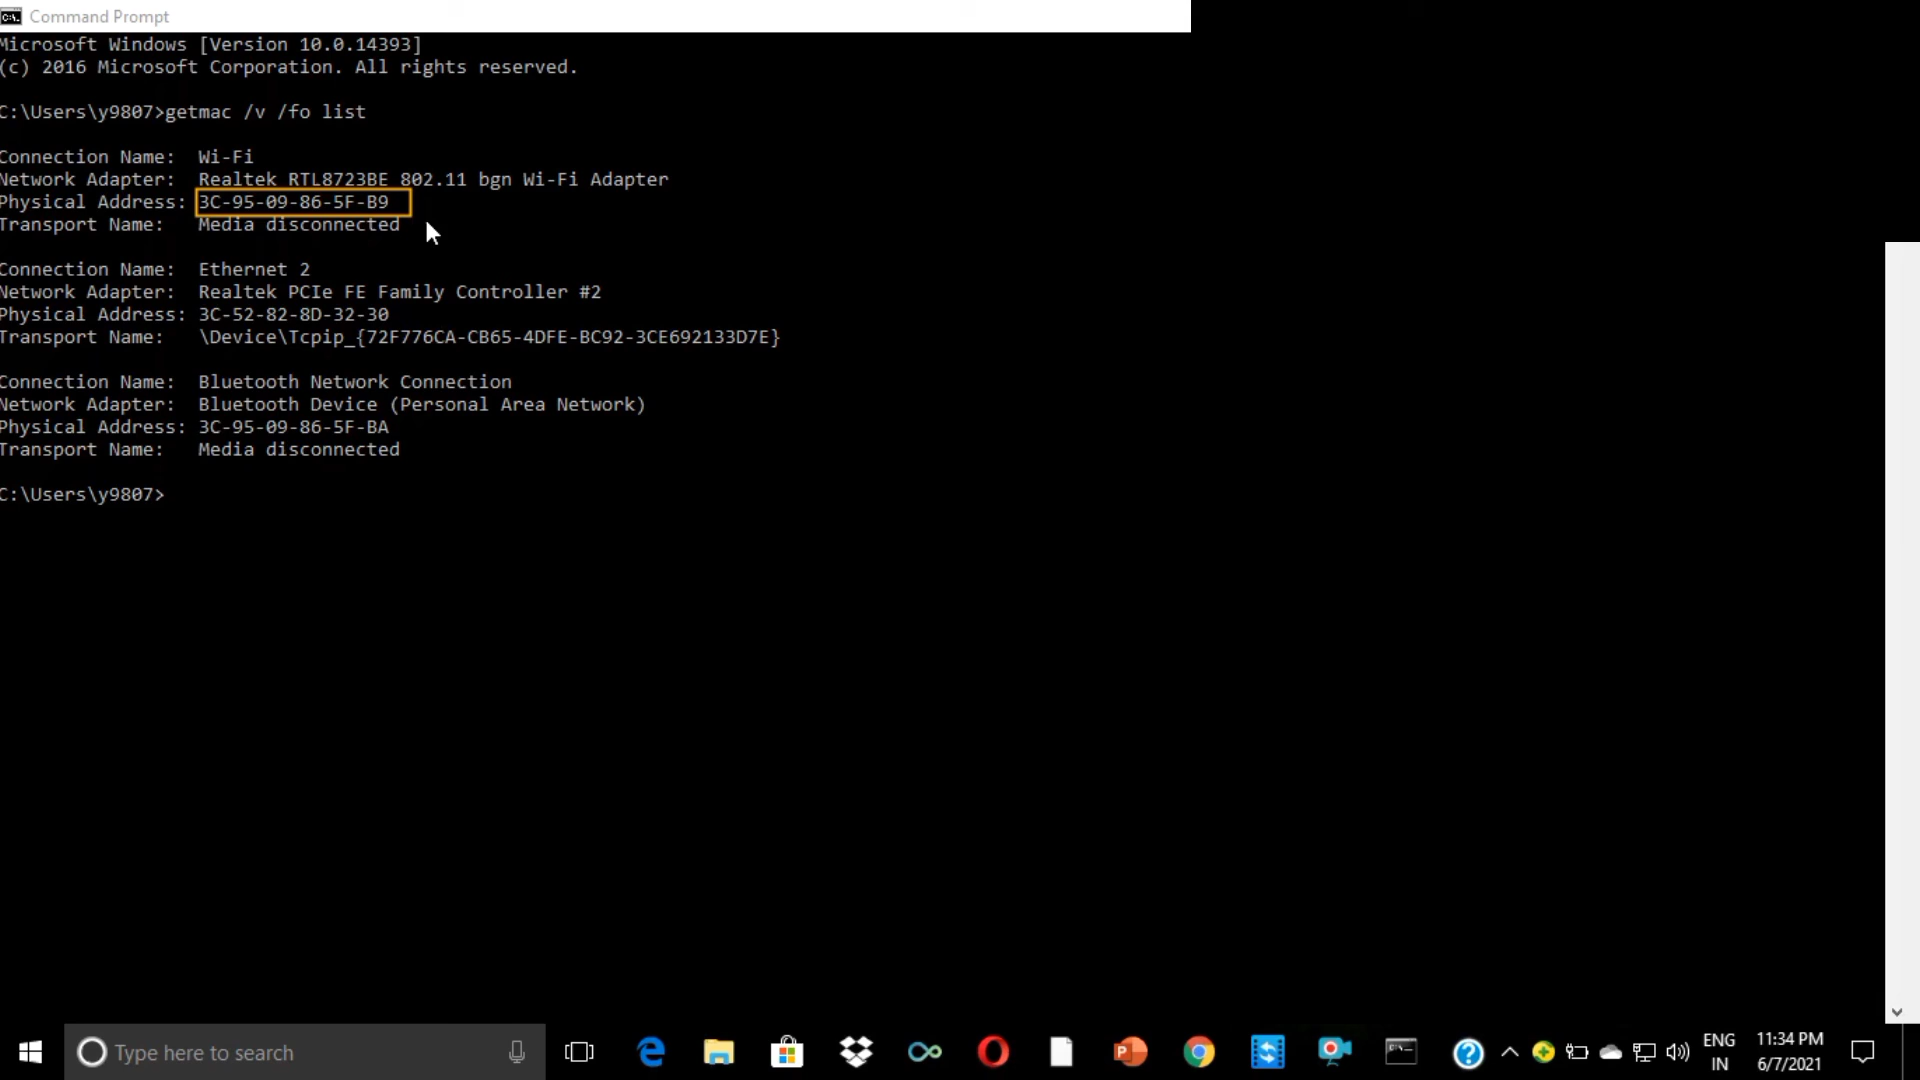 Command Prompt
Microsoft Windows [Version 10.0.14393]
(c) 2016 Microsoft Corporation. All rights reserved.
C:\Users\y9807>getmac /v /fo list
Connection Name:  Wi-Fi
Network Adapter:  Realtek RTL8723BE 802.11 bgn Wi-Fi Adapter
Physical Address: 3C-95-09-86-5F-B9
Transport Name:   Media disconnected
Connection Name:  Ethernet 2
Network Adapter:  Realtek PCIe FE Family Controller #2
Physical Address: 3C-52-82-8D-32-30
Transport Name:   \Device\Tcpip_{72F776CA-CB65-4DFE-BC92-3CE692133D7E}
Connection Name:  Bluetooth Network Connection
Network Adapter:  Bluetooth Device (Personal Area Network)
Physical Address: 3C-95-09-86-5F-BA
Transport Name:   Media disconnected
C:\Users\y9807>
Type here to search
ENG
IN
11:34 PM
6/7/2021